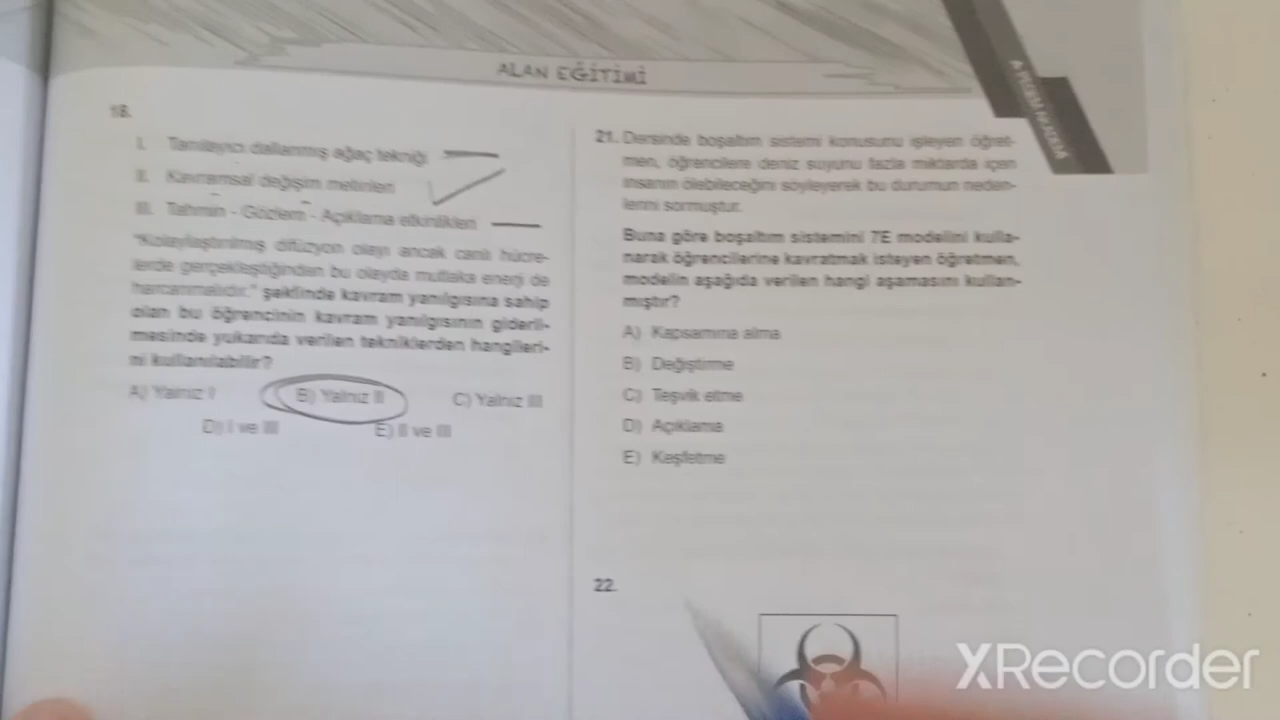 ALAN EĞİTİMİ
18.
I. Tanılayıcı dallanmış ağaç tekniği
II. Kavramsal değişim metinleri
III. Tahmin - Gözlem - Açıklama etkinlikleri
"Kolaylaştırılmış difüzyon olayı ancak canlı hücre-
lerde gerçekleştiğinden bu olayda mutlaka enerji de
harcanmalıdır." şeklinde kavram yanılgısına sahip
olan bu öğrencinin kavram yanılgısının gideril-
mesinde yukarıda verilen tekniklerden hangileri-
ni kullanılabilir?
A) Yalnız I B) Yalnız II C) Yalnız III
D) I ve III E) II ve III
21. Dersinde boşaltım sistemi konusunu işleyen öğret-
men, öğrencilere deniz suyunu fazla miktarda içen
insanın ölebileceğini söyleyerek bu durumun neden-
lerini sormuştur.
Buna göre boşaltım sistemini 7E modelini kulla-
narak öğrencilerine kavratmak isteyen öğretmen,
modelin aşağıda verilen hangi aşamasını kullan-
mıştır?
A) Kapsamına alma
B) Değiştirme
C) Teşvik etme
D) Açıklama
E) Keşfetme
22.
XRecorder